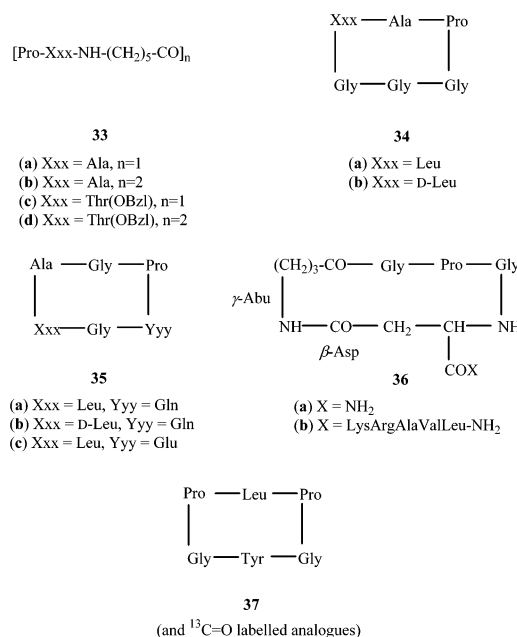 [Pro-Xxx-NH-(CH₂)₅-CO]ₙ
33
(a) Xxx = Ala, n=1
(b) Xxx = Ala, n=2
(c) Xxx = Thr(OBzl), n=1
(d) Xxx = Thr(OBzl), n=2
Xxx Ala Pro
Gly Gly Gly
34
(a) Xxx = Leu
(b) Xxx = D-Leu
Ala Gly Pro
Xxx Gly Yyy
35
(a) Xxx = Leu, Yyy = Gln
(b) Xxx = D-Leu, Yyy = Gln
(c) Xxx = Leu, Yyy = Glu
(CH₂)₃-CO Gly Pro Gly
γ-Abu
NH CO CH₂ CH NH
β-Asp
COX
36
(a) X = NH₂
(b) X = LysArgAlaValLeu-NH₂
Pro Leu Pro
Gly Tyr Gly
37
(and ¹³C=O labelled analogues)